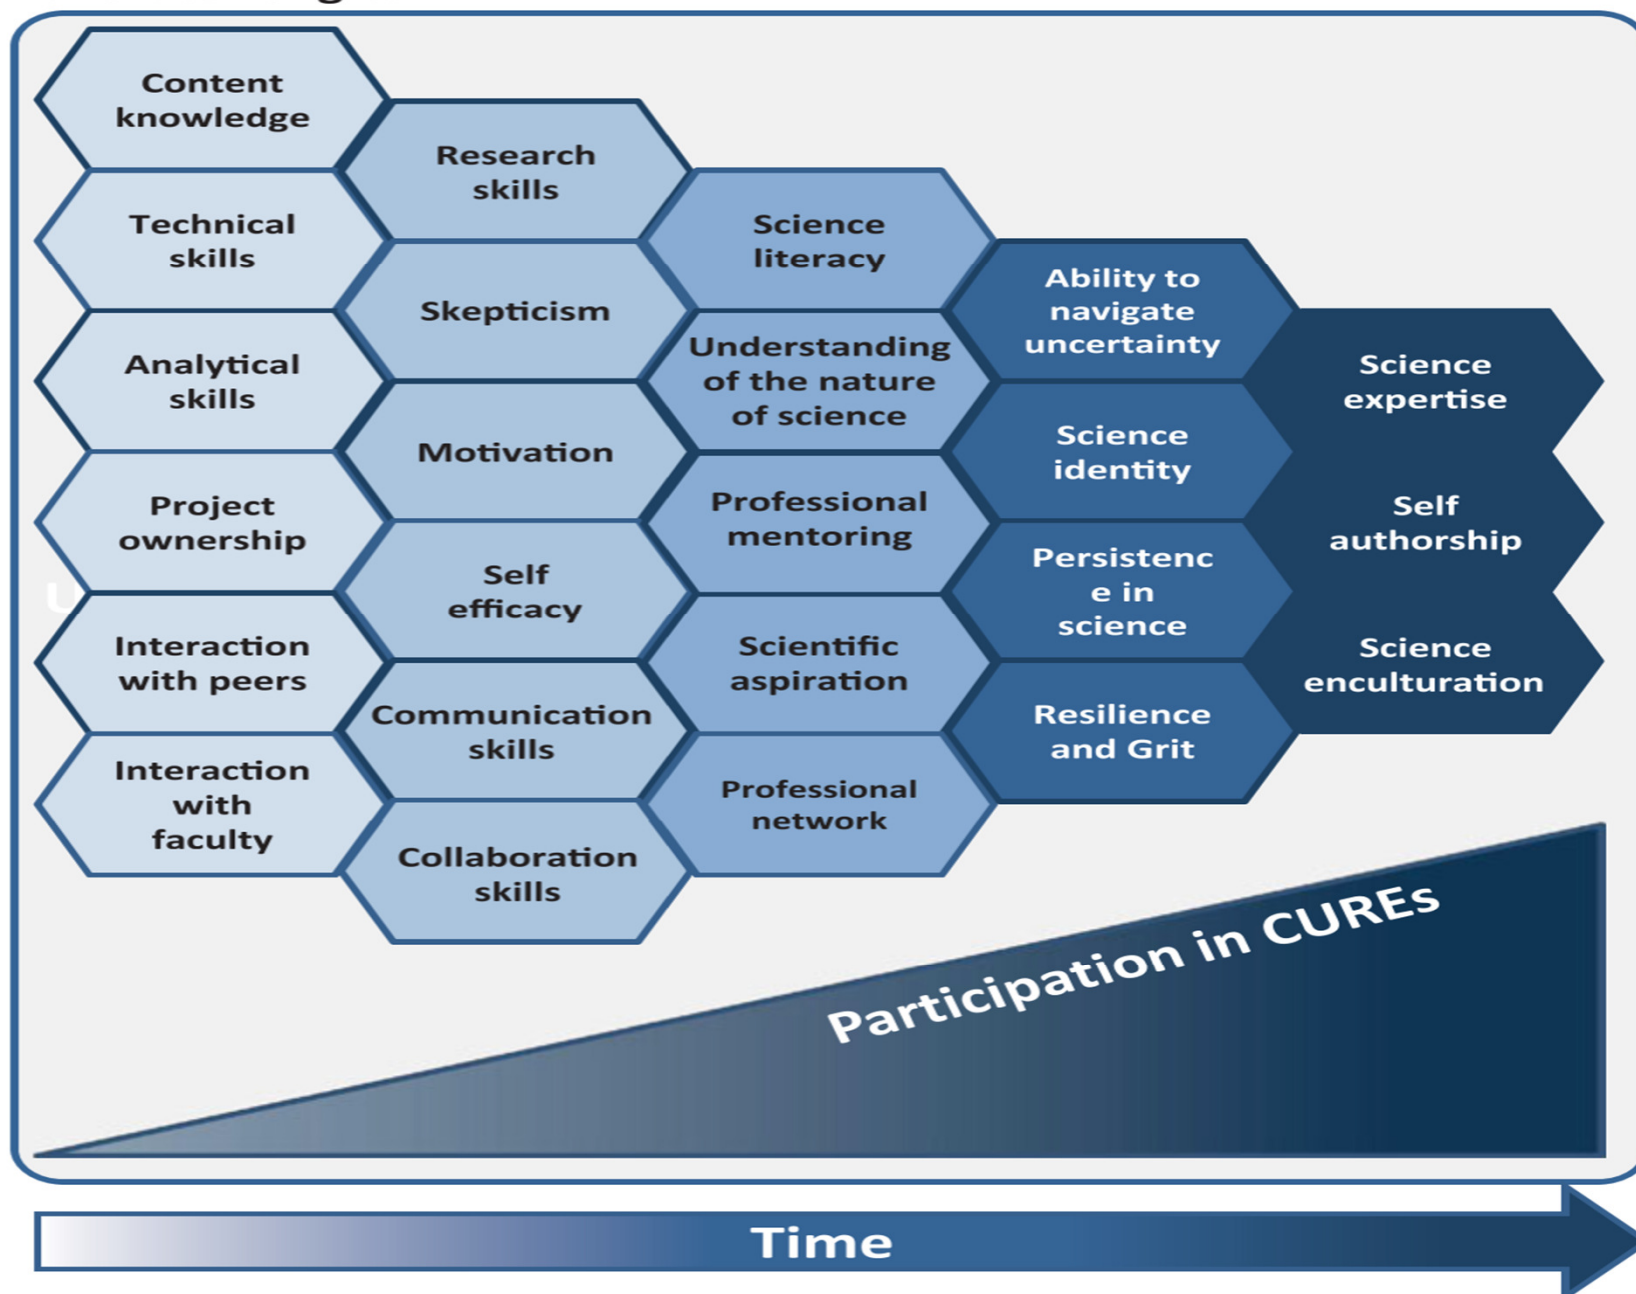 Content
knowledge
Technical
skills
Analytical
skills
Project
ownership
Interaction
with peers
Interaction
with
faculty
Research
skills
Skepticism
Motivation
Self
efficacy
Communication
skills
Collaboration
skills
Science
literacy
Understanding
of the nature
of science
Professional
mentoring
Scientific
aspiration
Professional
network
Ability to
navigate
uncertainty
Science
identity
Persistenc
e in
science
Resilience
and Grit
Science
expertise
Self
authorship
Science
enculturation
Participation in CUREs
Time